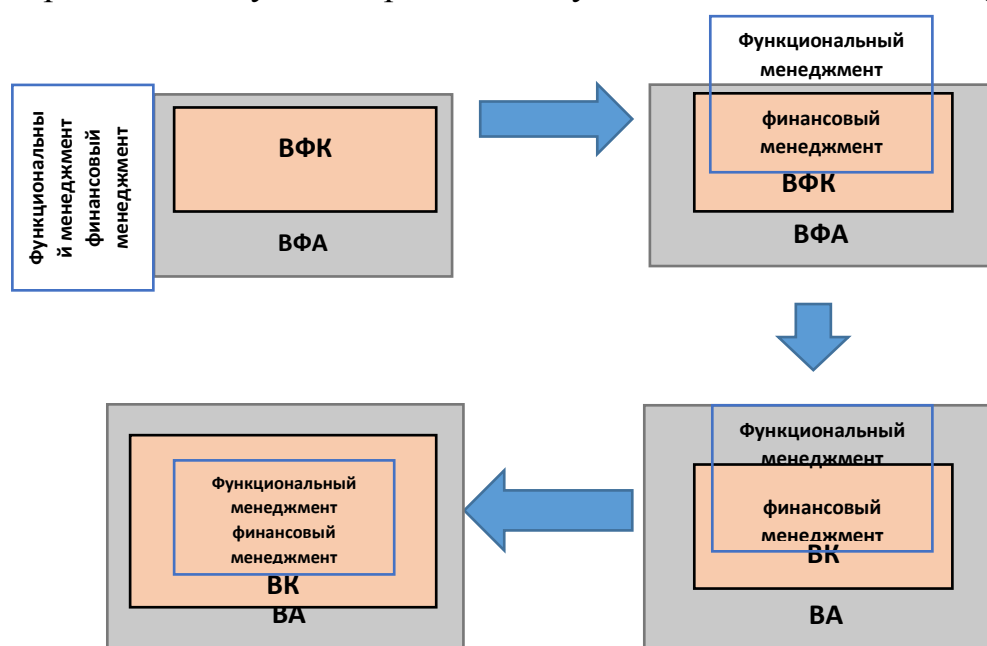 Функциональны
й менеджмент
финансовый
менеджмент
ВФК
ВФА
Функциональный
менеджмент
финансовый
менеджмент
ВФК
ВФА
Функциональный
менеджмент
финансовый
менеджмент
ВК
ВА
Функциональный
менеджмент
финансовый
менеджмент
ВК
ВА